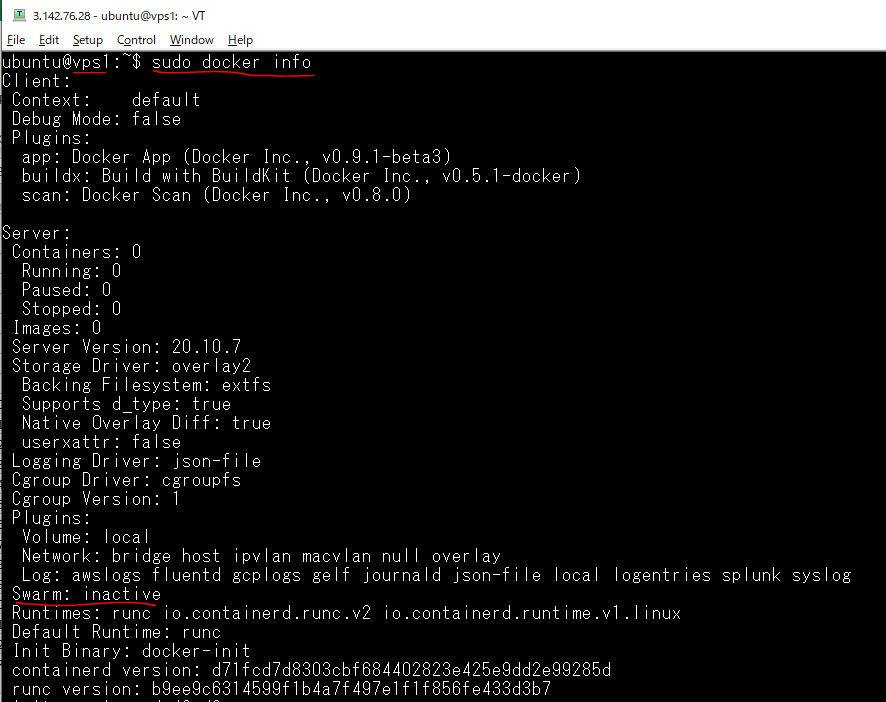 3.142.76.28 - ubuntu@vps1: ~ VT
File Edit Setup Control Window Help
ubuntu@vps1:~$ sudo docker info
Client:
 Context:    default
 Debug Mode: false
 Plugins:
  app: Docker App (Docker Inc., v0.9.1-beta3)
  buildx: Build with BuildKit (Docker Inc., v0.5.1-docker)
  scan: Docker Scan (Docker Inc., v0.8.0)

Server:
 Containers: 0
  Running: 0
  Paused: 0
  Stopped: 0
 Images: 0
 Server Version: 20.10.7
 Storage Driver: overlay2
  Backing Filesystem: extfs
  Supports d_type: true
  Native Overlay Diff: true
  userxattr: false
 Logging Driver: json-file
 Cgroup Driver: cgroupfs
 Cgroup Version: 1
 Plugins:
  Volume: local
  Network: bridge host ipvlan macvlan null overlay
  Log: awslogs fluentd gcplogs gelf journald json-file local logentries splunk syslog
 Swarm: inactive
 Runtimes: runc io.containerd.runc.v2 io.containerd.runtime.v1.linux
 Default Runtime: runc
 Init Binary: docker-init
 containerd version: d71fcd7d8303cbf684402823e425e9dd2e99285d
 runc version: b9ee9c6314599f1b4a7f497e1f1f856fe433d3b7